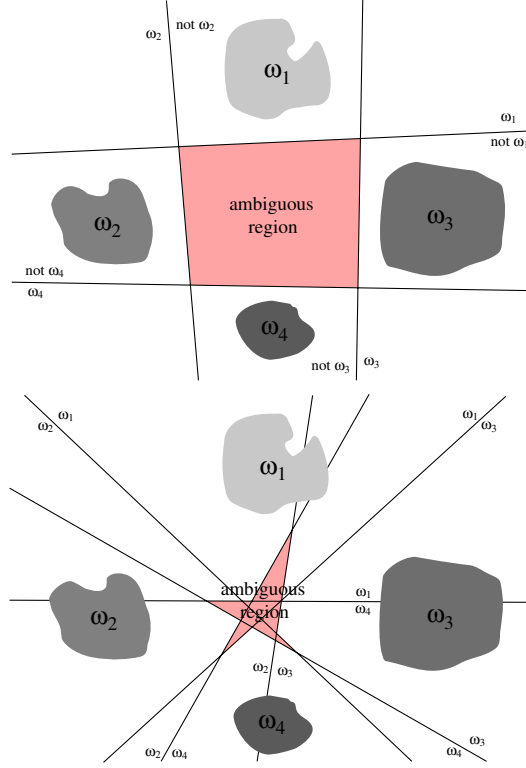 ω₂ not ω₂
ω₁
ω₁
not ω₁
ω₂
ambiguous
region
ω₃
not ω₄
ω₄
ω₄
not ω₃ ω₃
ω₂ ω₁
ω₁ ω₃
ω₁
ω₂
ambiguous
region
ω₁
ω₄
ω₃
ω₂ ω₃
ω₄
ω₂ ω₄
ω₄ ω₃